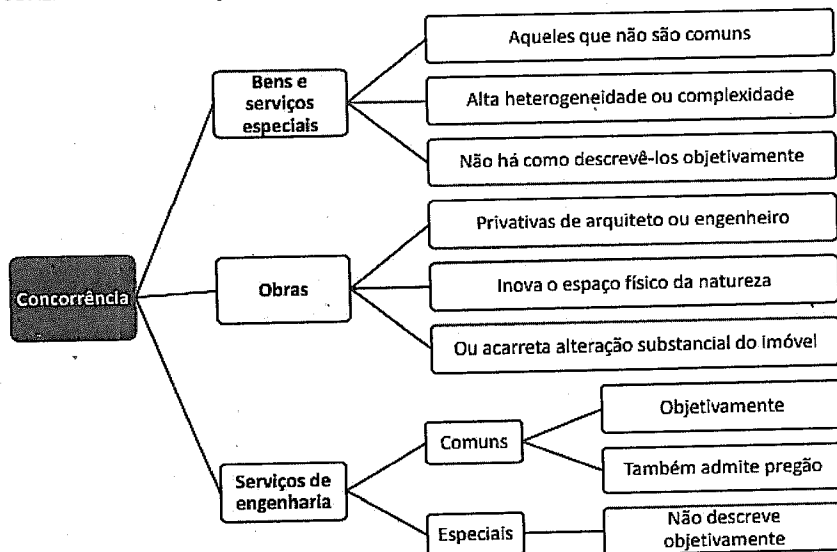 Aqueles que não são comuns
Bens e
serviços
especiais
Alta heterogeneidade ou complexidade
Não há como descrevê-los objetivamente
Privativas de arquiteto ou engenheiro
Concorrência
Obras
Inova o espaço físico da natureza
Ou acarreta alteração substancial do imóvel
Objetivamente
Comuns
Também admite pregão
Serviços de
engenharia
Especiais
Não descreve
objetivamente